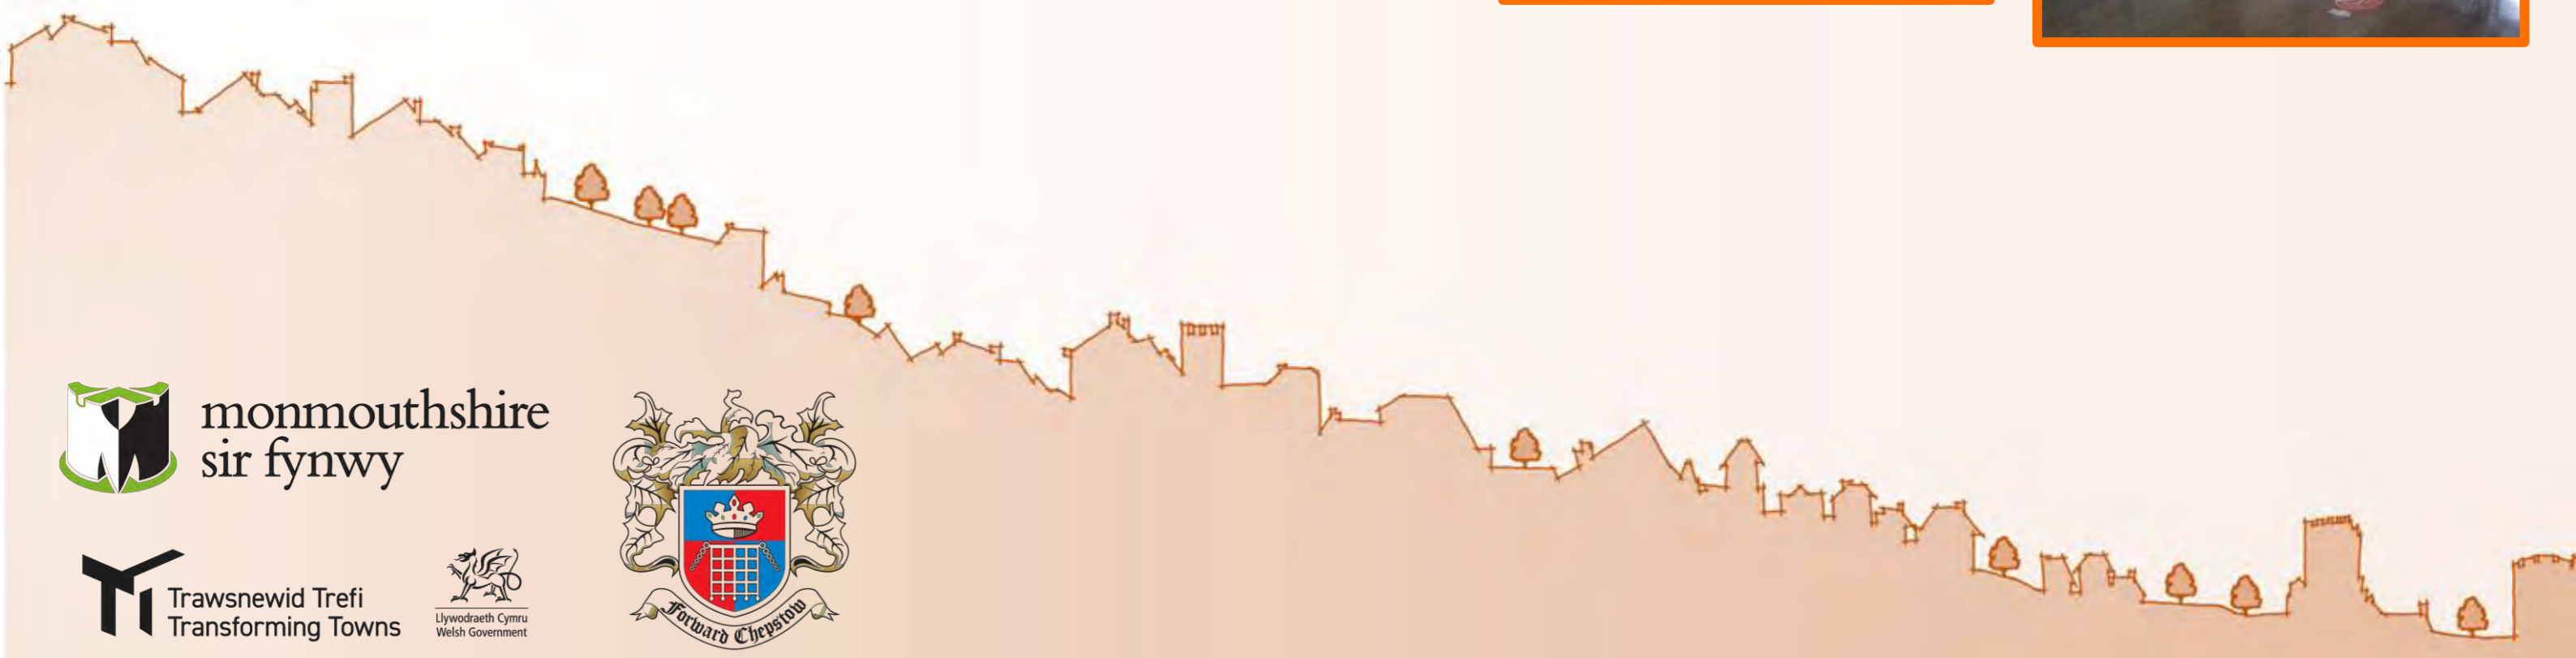 monmouthshire
sir fynwy
Trawsnewid Trefi
Transforming Towns
Llywodraeth Cymru
Welsh Government
Forward Chepstow